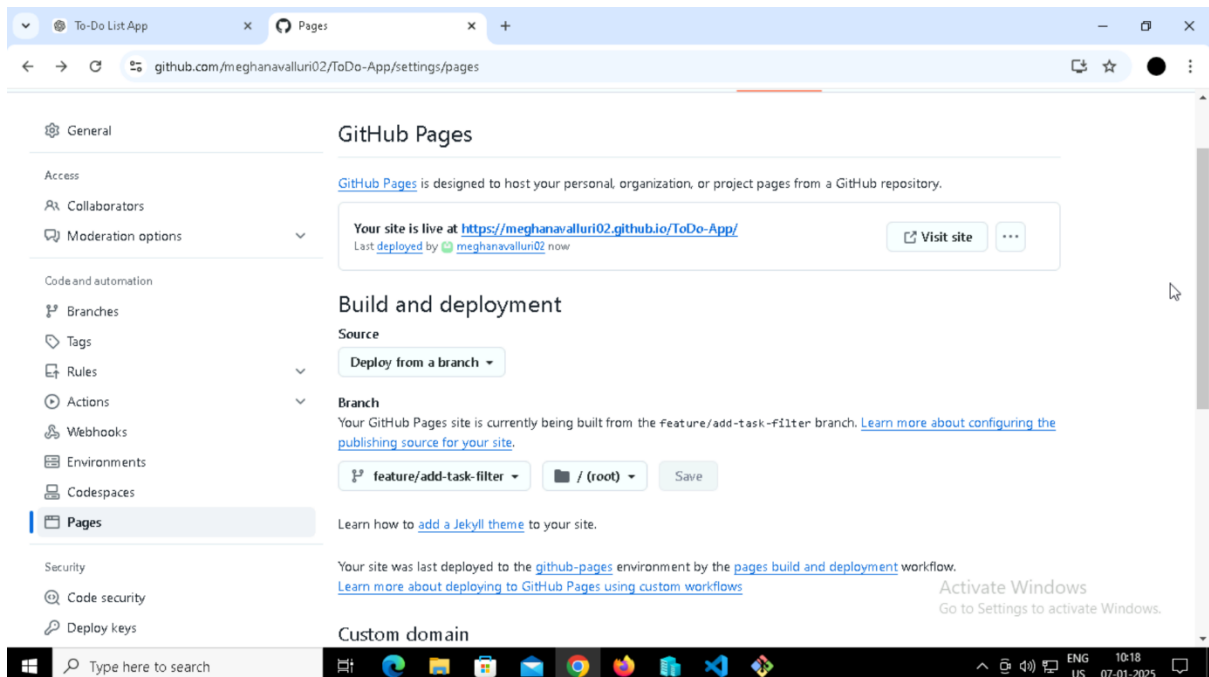 To-Do List App
Pages
github.com/meghanavalluri02/ToDo-App/settings/pages
General
Access
Collaborators
Moderation options
Code and automation
Branches
Tags
Rules
Actions
Webhooks
Environments
Codespaces
Pages
Security
Code security
Deploy keys
GitHub Pages
GitHub Pages is designed to host your personal, organization, or project pages from a GitHub repository.
Your site is live at https://meghanavalluri02.github.io/ToDo-App/
Last deployed by meghanavalluri02 now
Visit site
Build and deployment
Source
Deploy from a branch
Branch
Your GitHub Pages site is currently being built from the feature/add-task-filter branch. Learn more about configuring the
publishing source for your site.
feature/add-task-filter
/ (root)
Save
Learn how to add a Jekyll theme to your site.
Your site was last deployed to the github-pages environment by the pages build and deployment workflow.
Learn more about deploying to GitHub Pages using custom workflows
Custom domain
Activate Windows
Go to Settings to activate Windows.
Type here to search
ENG
US
10:18
07-01-2025